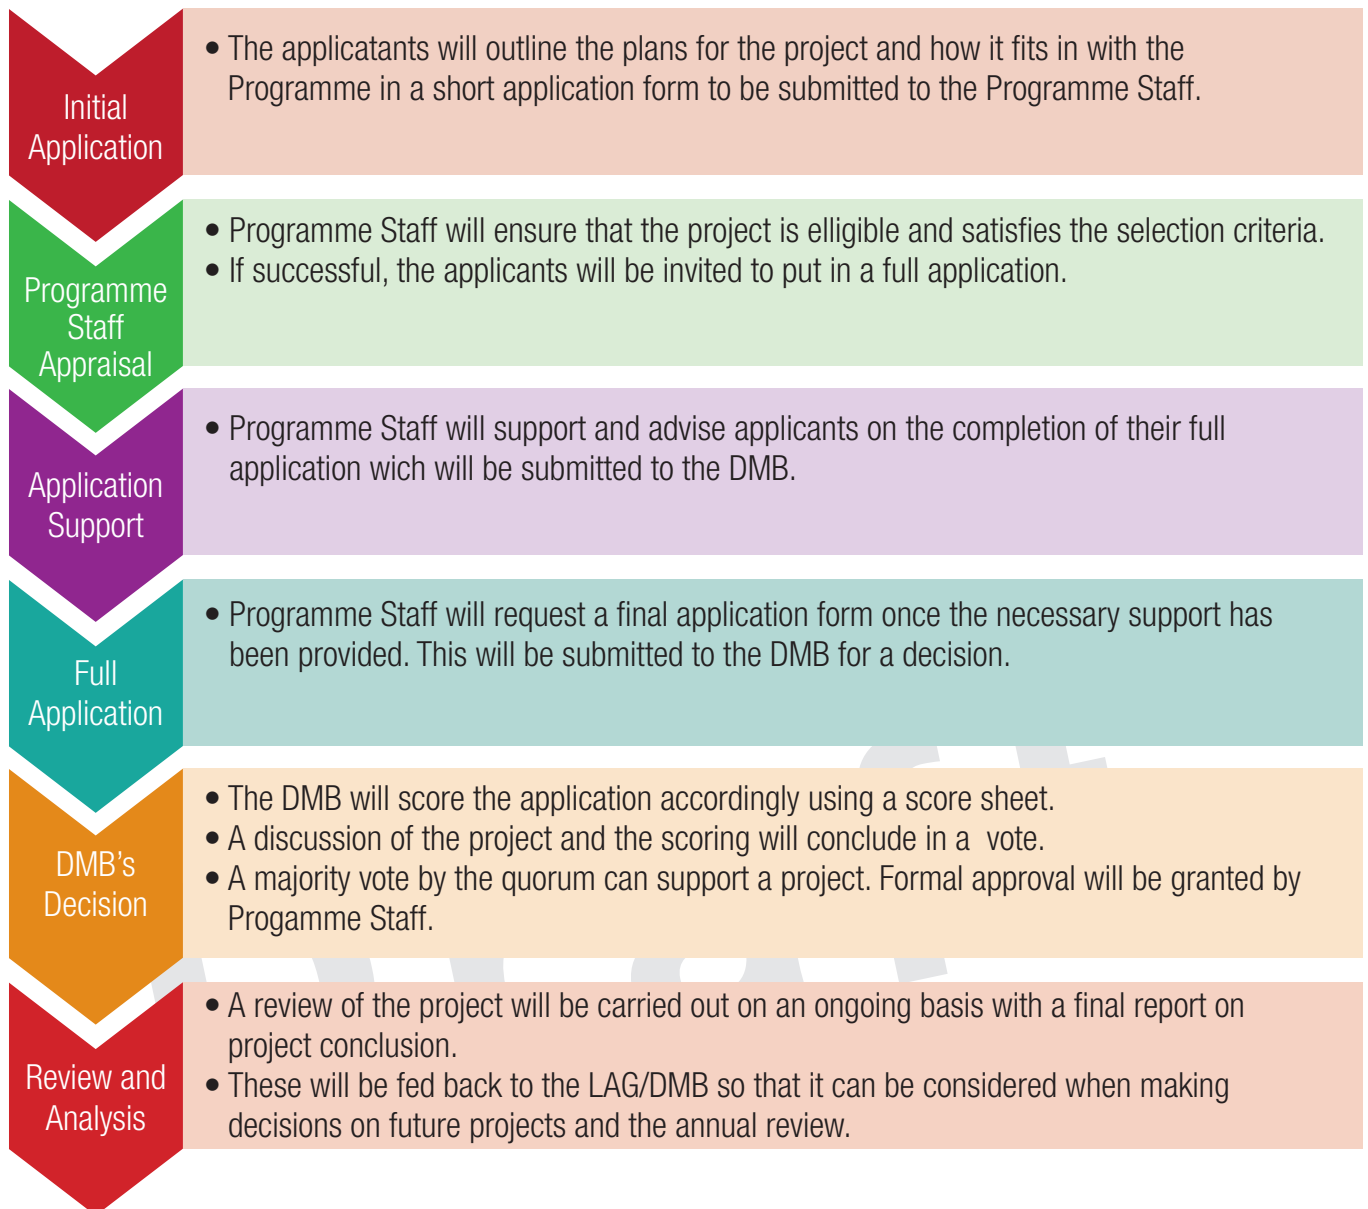 Initial
Application
• The applicatants will outline the plans for the project and how it fits in with the
Programme in a short application form to be submitted to the Programme Staff.
Programme
Staff
Appraisal
• Programme Staff will ensure that the project is elligible and satisfies the selection criteria.
• If successful, the applicants will be invited to put in a full application.
Application
Support
• Programme Staff will support and advise applicants on the completion of their full
application wich will be submitted to the DMB.
Full
Application
• Programme Staff will request a final application form once the necessary support has
been provided. This will be submitted to the DMB for a decision.
DMB's
Decision
• The DMB will score the application accordingly using a score sheet.
• A discussion of the project and the scoring will conclude in a  vote.
• A majority vote by the quorum can support a project. Formal approval will be granted by
Progamme Staff.
Review and
Analysis
• A review of the project will be carried out on an ongoing basis with a final report on
project conclusion.
• These will be fed back to the LAG/DMB so that it can be considered when making
decisions on future projects and the annual review.
Draft